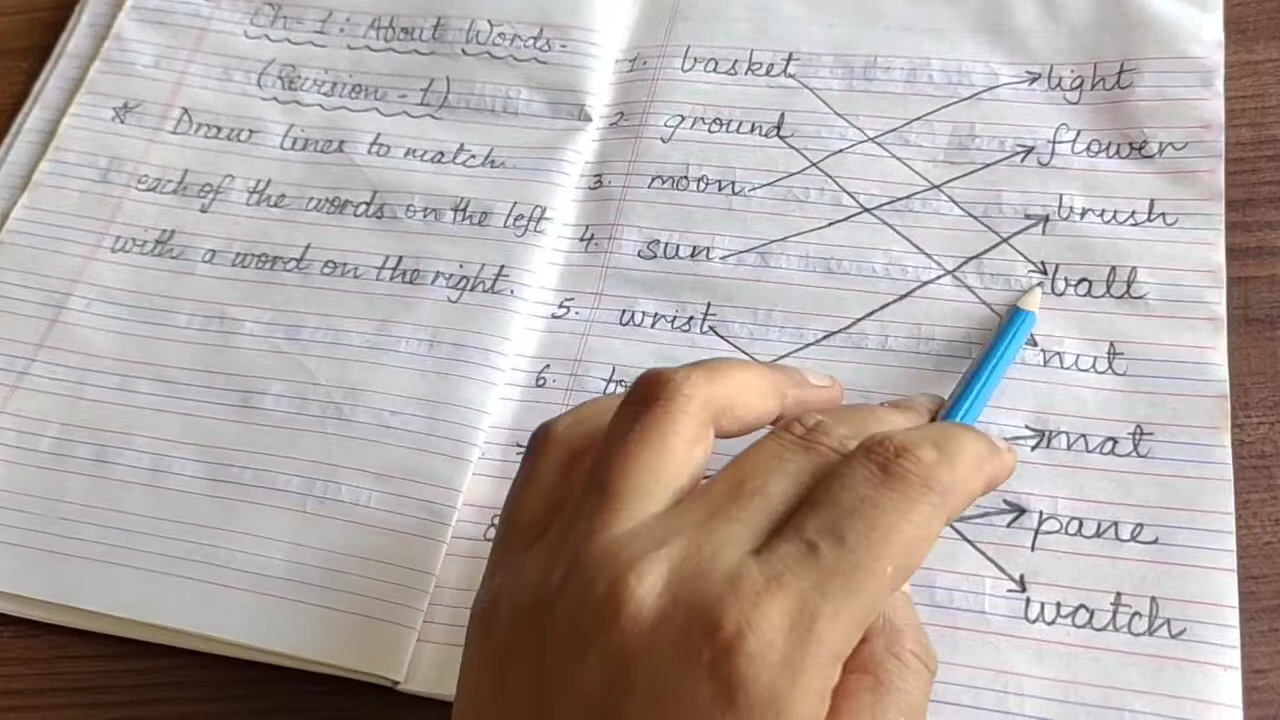 Ch-1: About Words-
(Revision-1)
* Draw lines to match
each of the words on the left
with a word on the right.
1. basket light
2. ground flower
3. moon brush
4. sun ball
5. wrist nut
6. mat
pane
watch